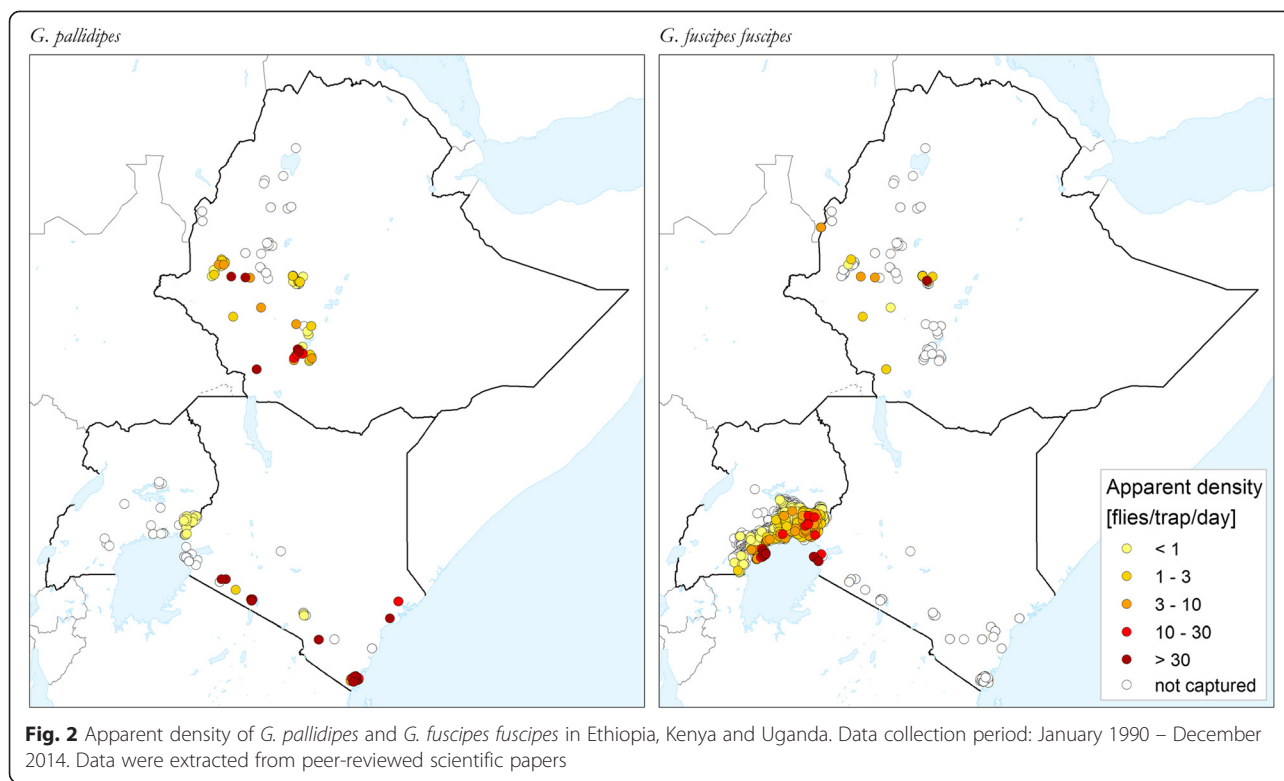 G. pallidipes
G. fuscipes fuscipes
Apparent density
[flies/trap/day]
< 1
1 - 3
3 - 10
10 - 30
> 30
not captured
Fig. 2 Apparent density of G. pallidipes and G. fuscipes fuscipes in Ethiopia, Kenya and Uganda. Data collection period: January 1990 – December
2014. Data were extracted from peer-reviewed scientific papers